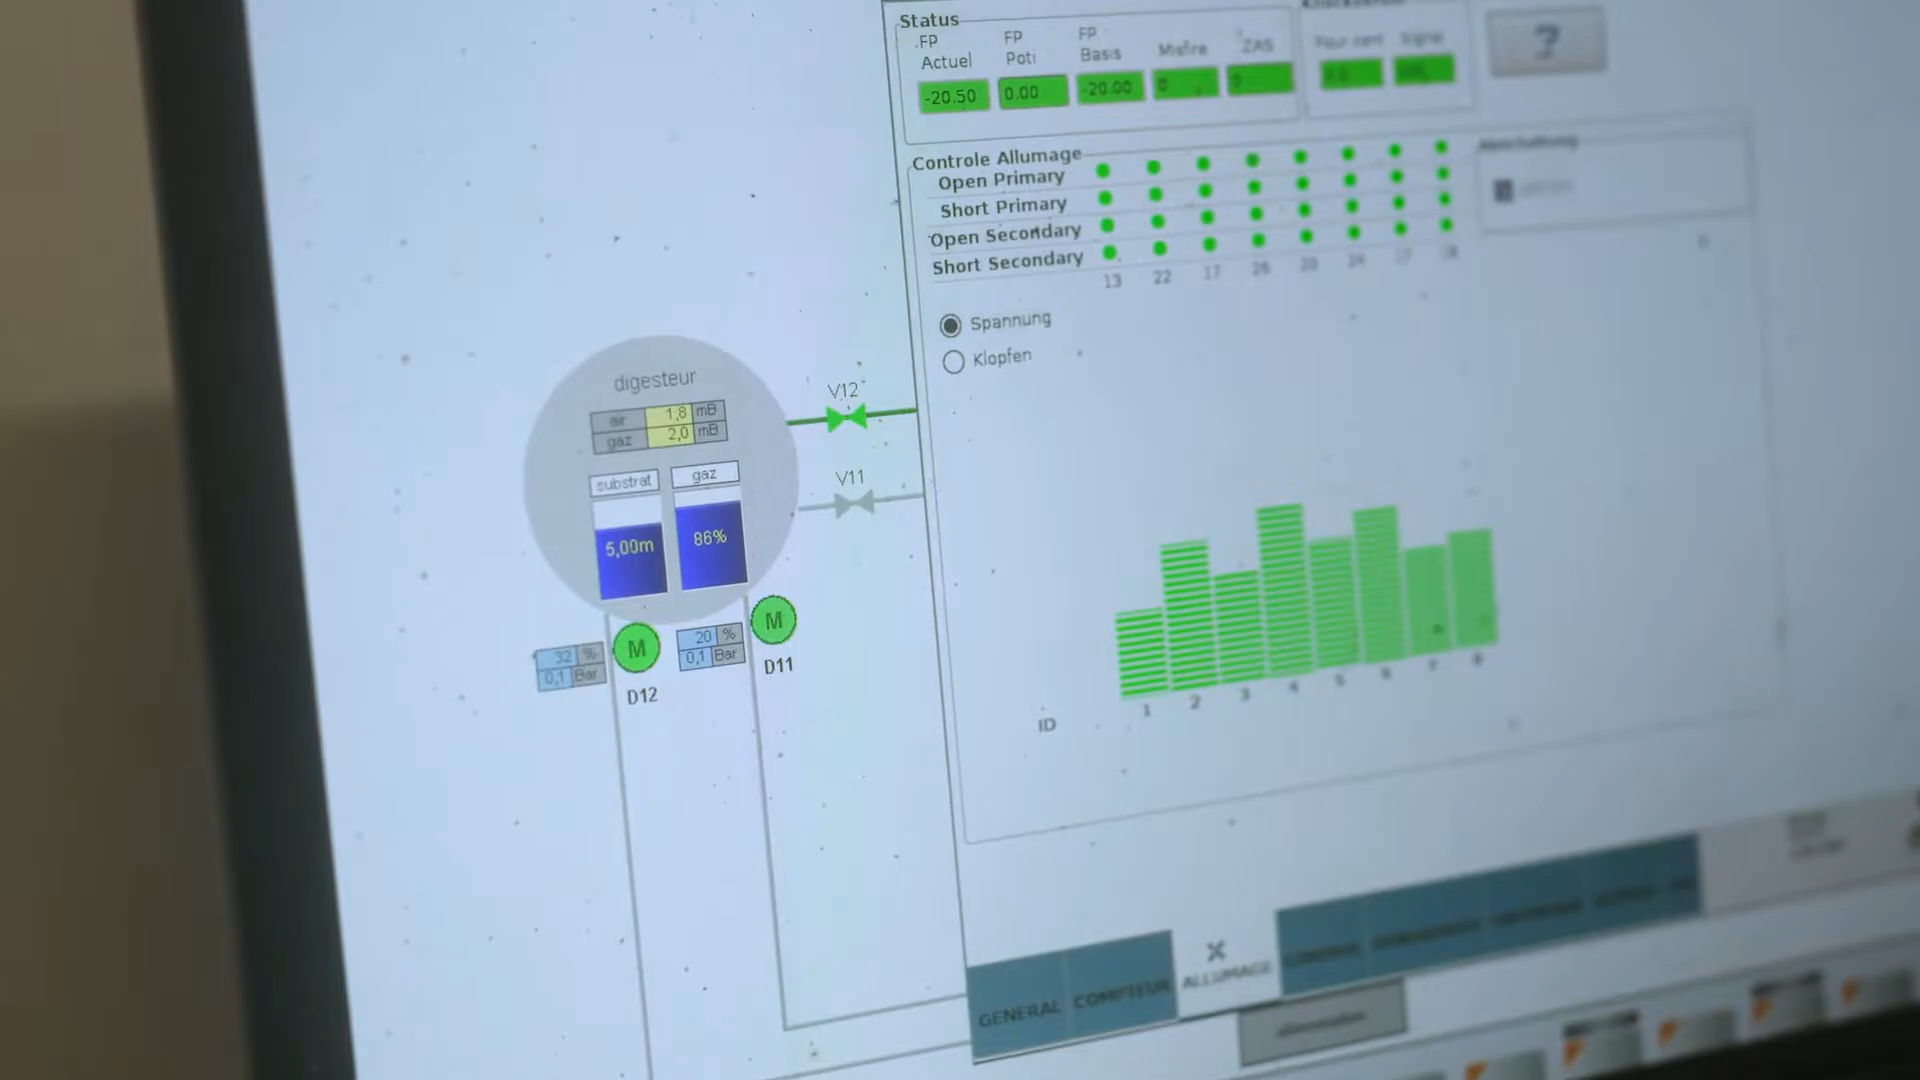 Status
FP Actuel
FP Poti
FP Basis
Misfire
ZAS
-20.50
0.00
-20.00
0
0
?
Controle Allumage
Open Primary
Short Primary
Open Secondary
Short Secondary
13 22 17
Spannung
Klopfen
digesteur
air 1,8 mB
gaz 2,0 mB
substrat
gaz
5,00m
86%
V12
V11
32 %
0,1 Bar
M
D12
20 %
0,1 Bar
M
D11
ID
1 2 3 4 5 6 7 8
GENERAL
COMPTEUR
ALLUMAGE